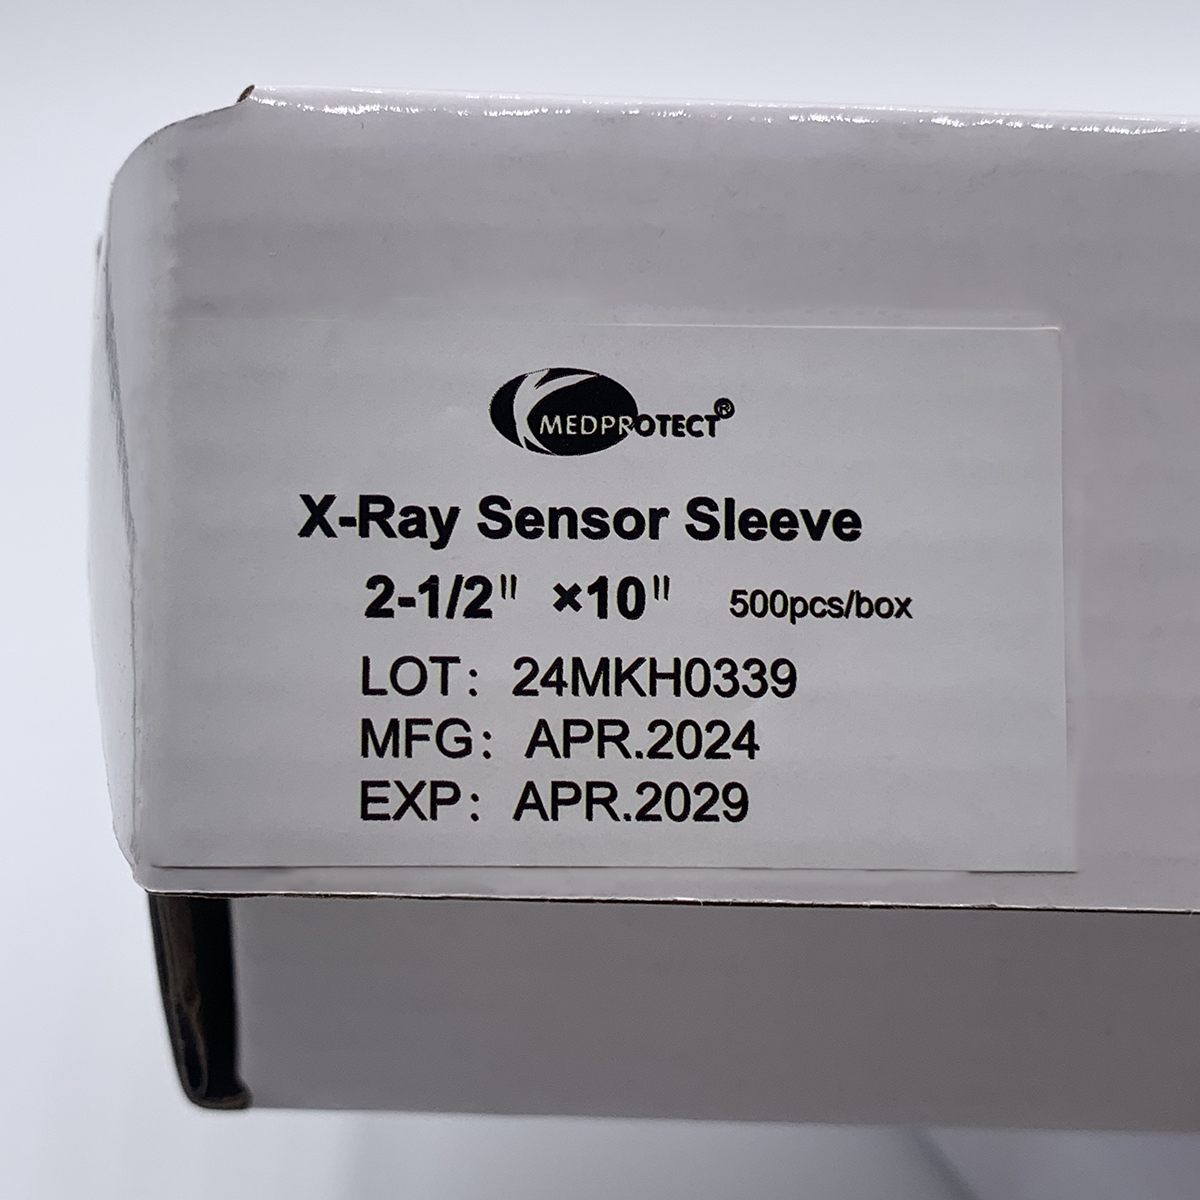 MEDPROTECT®
X-Ray Sensor Sleeve
2-1/2" ×10" 500pcs/box
LOT: 24MKH0339
MFG: APR.2024
EXP: APR.2029